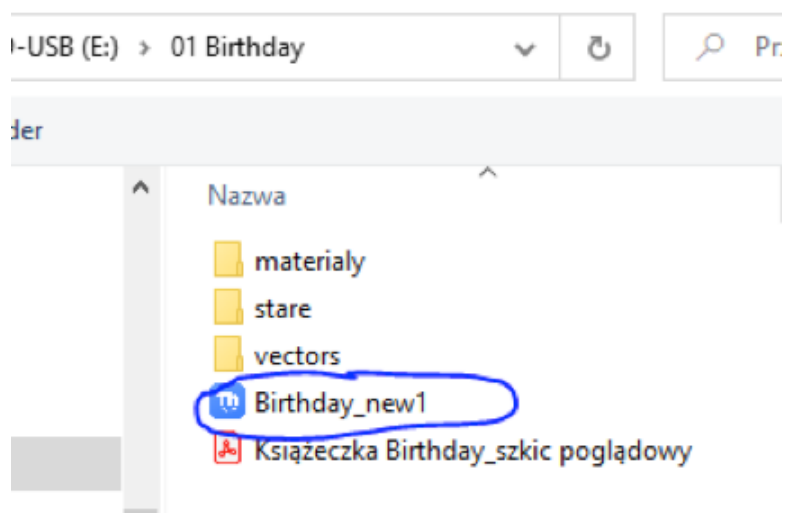 -USB (E:) > 01 Birthday
Pr
der
Nazwa
materialy
stare
vectors
Birthday_new1
Książeczka Birthday_szkic poglądowy